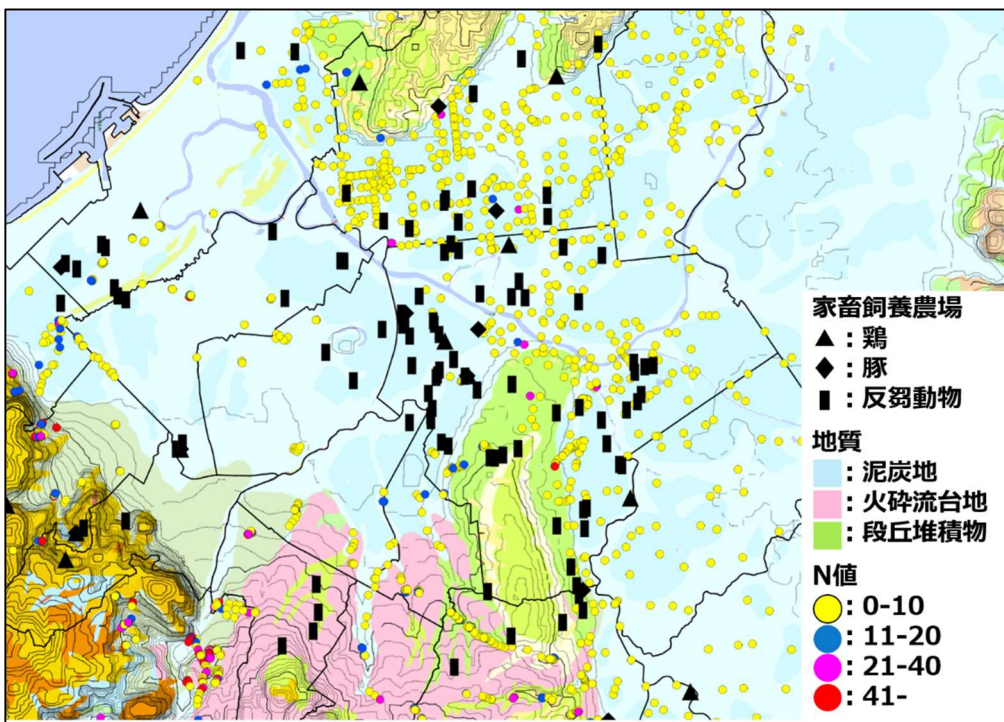 家畜飼養農場
▲：鶏
◆：豚
▮：反芻動物
地質
：泥炭地
：火砕流台地
：段丘堆積物
N値
：0-10
：11-20
：21-40
：41-